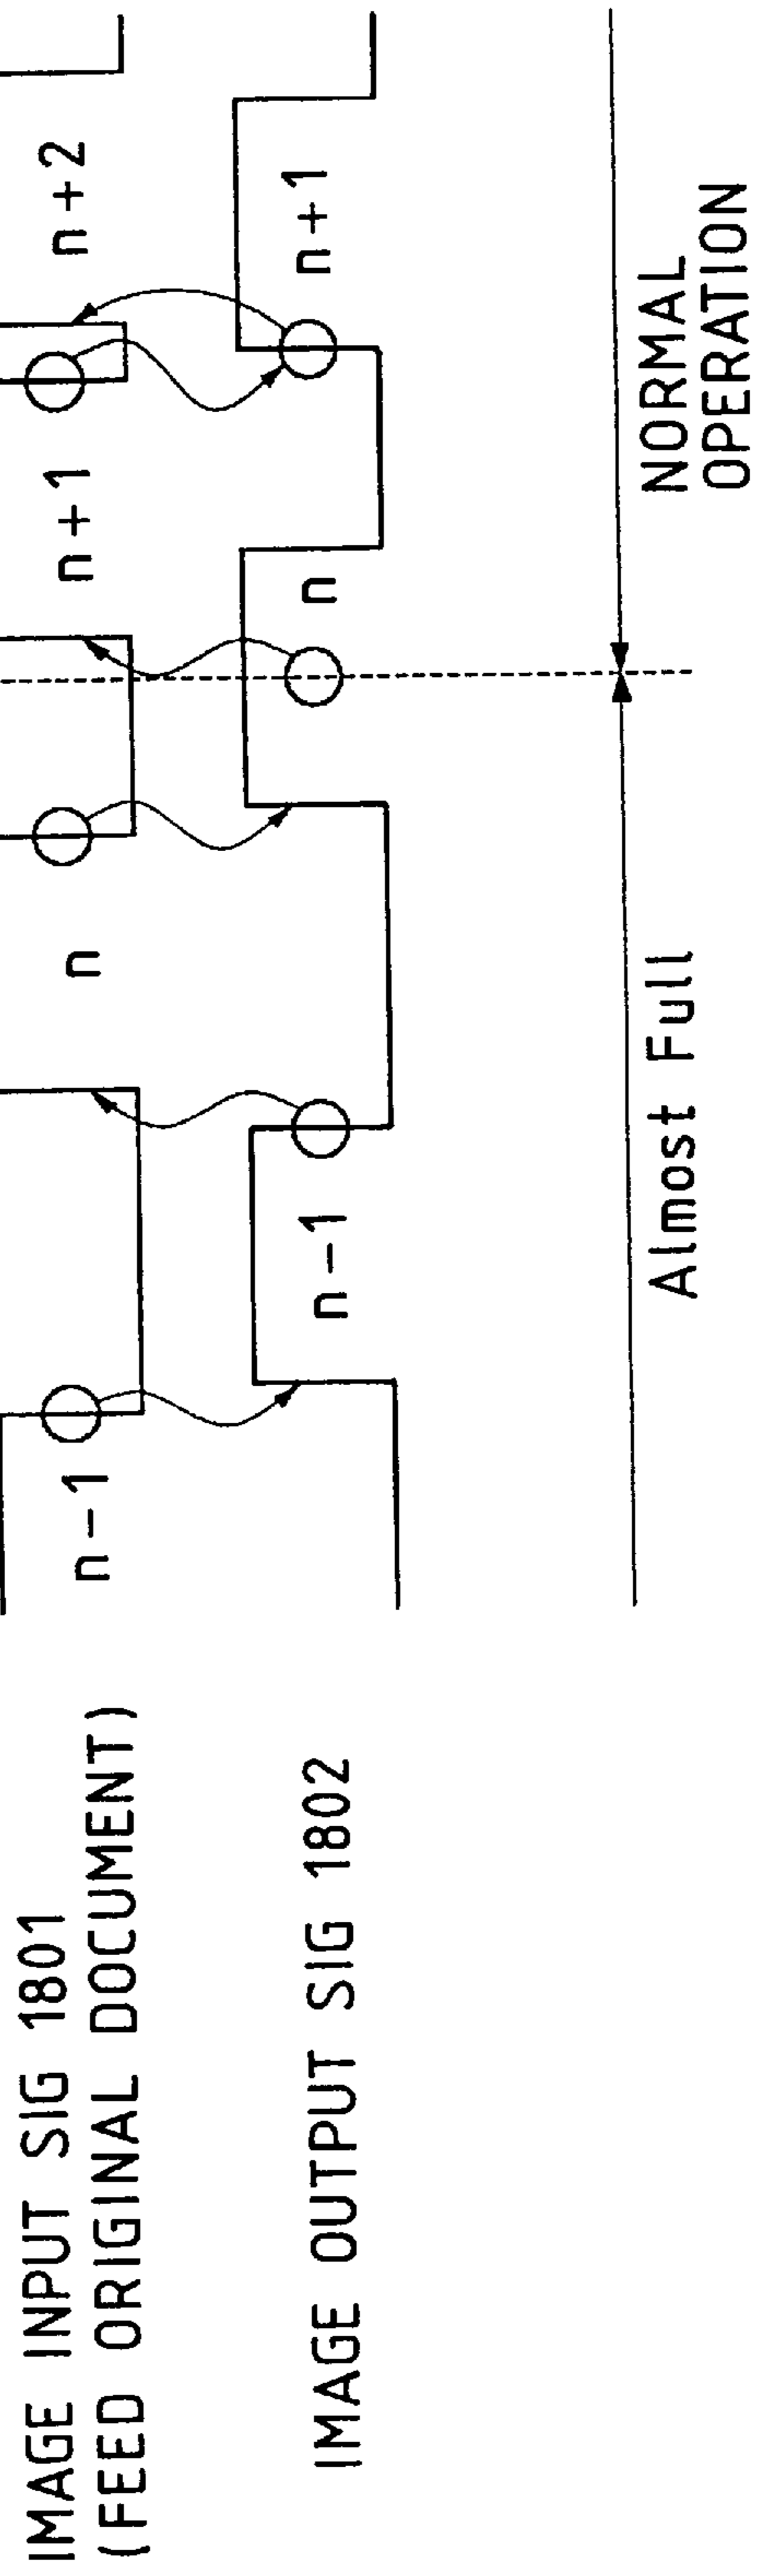 IMAGE INPUT SIG 1801
(FEED ORIGINAL DOCUMENT)
n-1
n
n+1
n+2
IMAGE OUTPUT SIG 1802
n-1
n
n+1
Almost Full
NORMAL
OPERATION